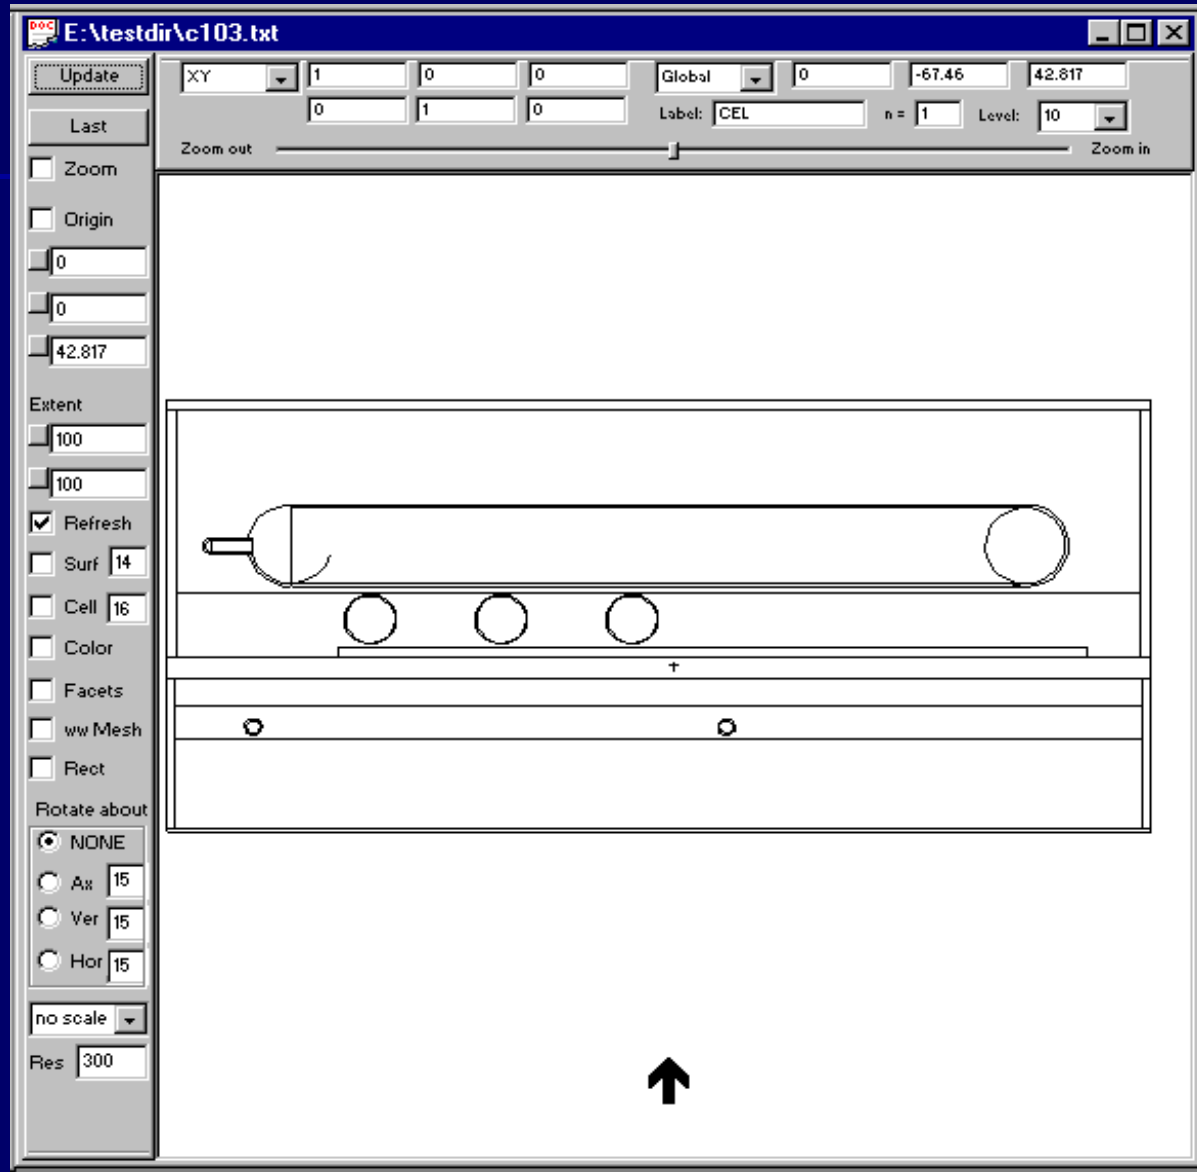 DOC E:\testdir\c103.txt
Update
XY 1 0 0 Global 0 -67.46 42.817
0 1 0 Label: CEL n = 1 Level: 10
Last
Zoom out Zoom in
Zoom
Origin
0
0
42.817
Extent
100
100
Refresh
Surf 14
Cell 16
Color
Facets
ww Mesh
Rect
Rotate about
NONE
Ax 15
Ver 15
Hor 15
no scale
Res 300